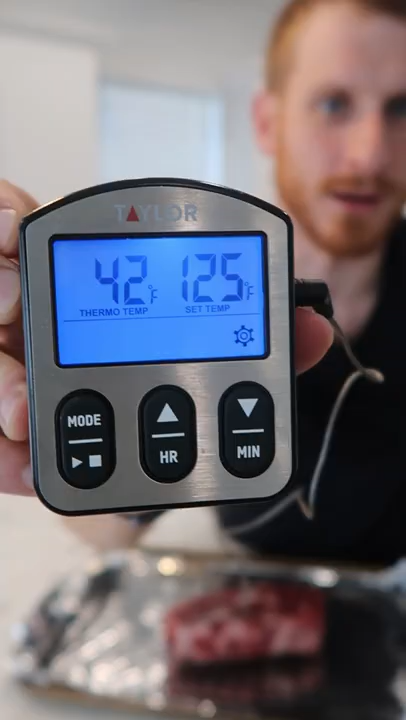 TAYLOR
42°F 125°F
THERMO TEMP SET TEMP
MODE
HR
MIN